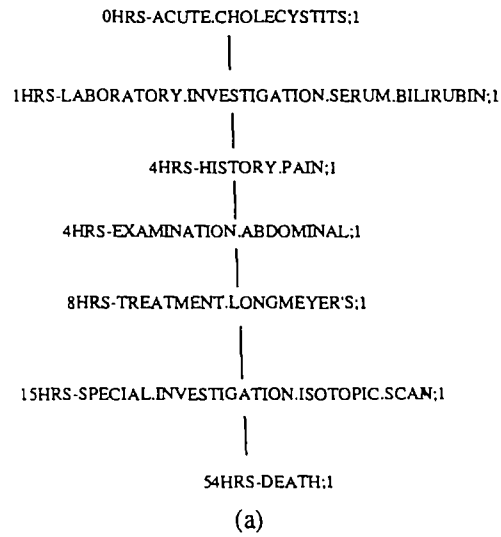 0HRS-ACUTE.CHOLECYSTITS;1
1HRS-LABORATORY.INVESTIGATION.SERUM.BILIRUBIN;1
4HRS-HISTORY.PAIN;1
4HRS-EXAMINATION.ABDOMINAL;1
8HRS-TREATMENT.LONGMEYER'S;1
15HRS-SPECIAL.INVESTIGATION.ISOTOPIC.SCAN;1
54HRS-DEATH;1
(a)